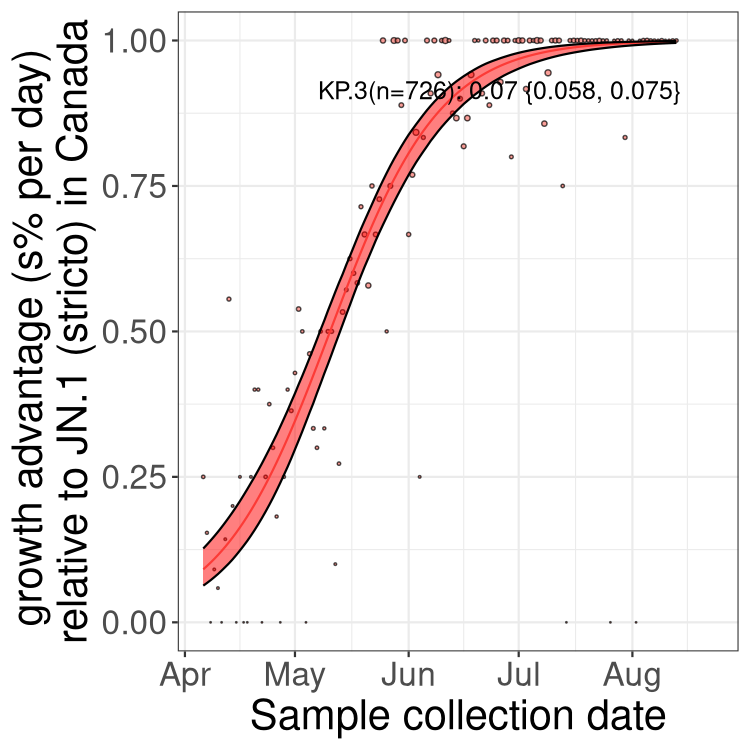 growth advantage (s% per day)
relative to JN.1 (stricto) in Canada
1.00
0.75
0.50
0.25
0.00
KP.3(n=726): 0.07 {0.058, 0.075}
Apr May Jun Jul Aug
Sample collection date